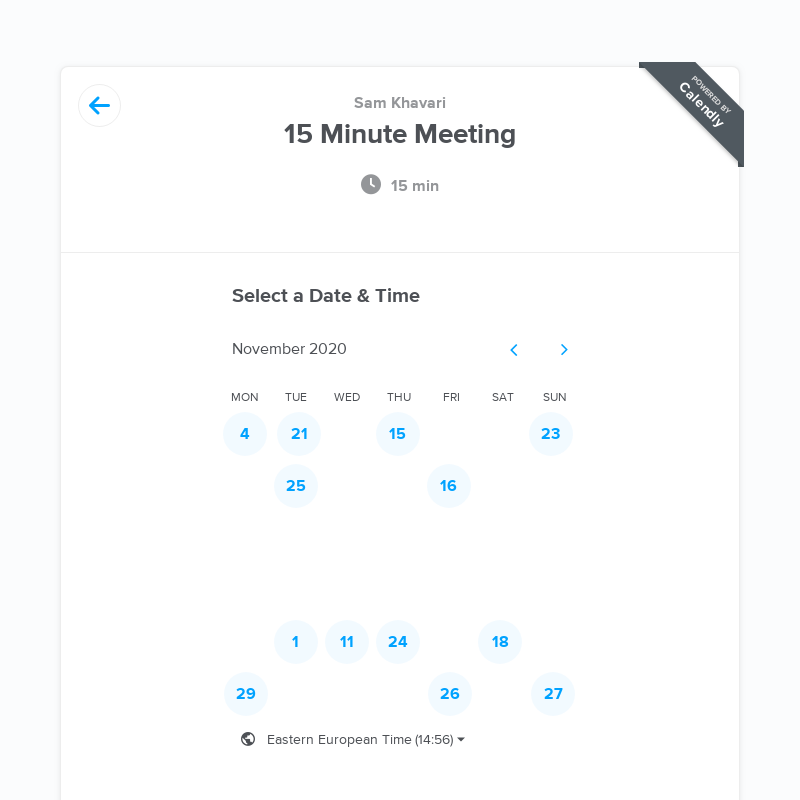 Sam Khavari
15 Minute Meeting
15 min
POWERED BY
Calendly
Select a Date & Time
November 2020
MON TUE WED THU FRI SAT SUN
4 21 15 23
25 16
1 11 24 18
29 26 27
Eastern European Time (14:56)